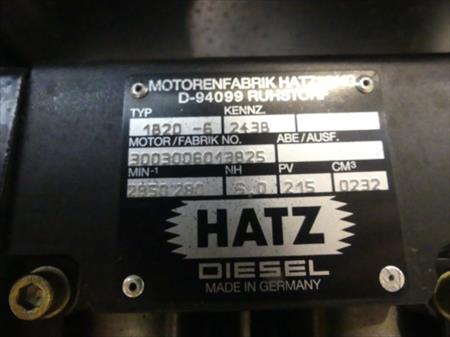 MOTORENFABRIK HATZ
D-94099 RUHSTORF
TYP KENNZ.
1B20 -6 243B
MOTOR/FABRIK NO. ABE/AUSF.
3003006013825
MIN-¹ NH PV CM³
6.0 215 0232
HATZ
DIESEL
MADE IN GERMANY